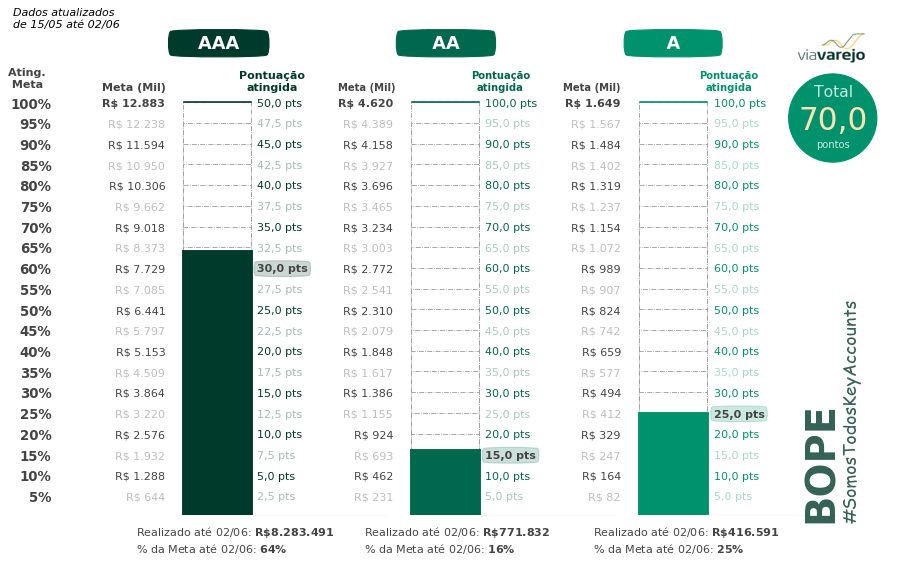 Dados atualizados
de 15/05 até 02/06
AAA AA A
viavarejo
Total
70,0
pontos
Ating. Meta
Meta (Mil) Pontuação atingida Meta (Mil) Pontuação atingida Meta (Mil) Pontuação atingida
100% R$ 12.883 50,0 pts R$ 4.620 100,0 pts R$ 1.649 100,0 pts
95% R$ 12.238 47,5 pts R$ 4.389 95,0 pts R$ 1.567 95,0 pts
90% R$ 11.594 45,0 pts R$ 4.158 90,0 pts R$ 1.484 90,0 pts
85% R$ 10.950 42,5 pts R$ 3.927 85,0 pts R$ 1.402 85,0 pts
80% R$ 10.306 40,0 pts R$ 3.696 80,0 pts R$ 1.319 80,0 pts
75% R$ 9.662 37,5 pts R$ 3.465 75,0 pts R$ 1.237 75,0 pts
70% R$ 9.018 35,0 pts R$ 3.234 70,0 pts R$ 1.154 70,0 pts
65% R$ 8.373 32,5 pts R$ 3.003 65,0 pts R$ 1.072 65,0 pts
60% R$ 7.729 30,0 pts R$ 2.772 60,0 pts R$ 989 60,0 pts
55% R$ 7.085 27,5 pts R$ 2.541 55,0 pts R$ 907 55,0 pts
50% R$ 6.441 25,0 pts R$ 2.310 50,0 pts R$ 824 50,0 pts
45% R$ 5.797 22,5 pts R$ 2.079 45,0 pts R$ 742 45,0 pts
40% R$ 5.153 20,0 pts R$ 1.848 40,0 pts R$ 659 40,0 pts
35% R$ 4.509 17,5 pts R$ 1.617 35,0 pts R$ 577 35,0 pts
30% R$ 3.864 15,0 pts R$ 1.386 30,0 pts R$ 494 30,0 pts
25% R$ 3.220 12,5 pts R$ 1.155 25,0 pts R$ 412 25,0 pts
20% R$ 2.576 10,0 pts R$ 924 20,0 pts R$ 329 20,0 pts
15% R$ 1.932 7,5 pts R$ 693 15,0 pts R$ 247 15,0 pts
10% R$ 1.288 5,0 pts R$ 462 10,0 pts R$ 164 10,0 pts
5% R$ 644 2,5 pts R$ 231 5,0 pts R$ 82 5,0 pts
Realizado até 02/06: R$8.283.491 Realizado até 02/06: R$771.832 Realizado até 02/06: R$416.591
% da Meta até 02/06: 64% % da Meta até 02/06: 16% % da Meta até 02/06: 25%
BOPE
#SomosTodosKeyAccounts